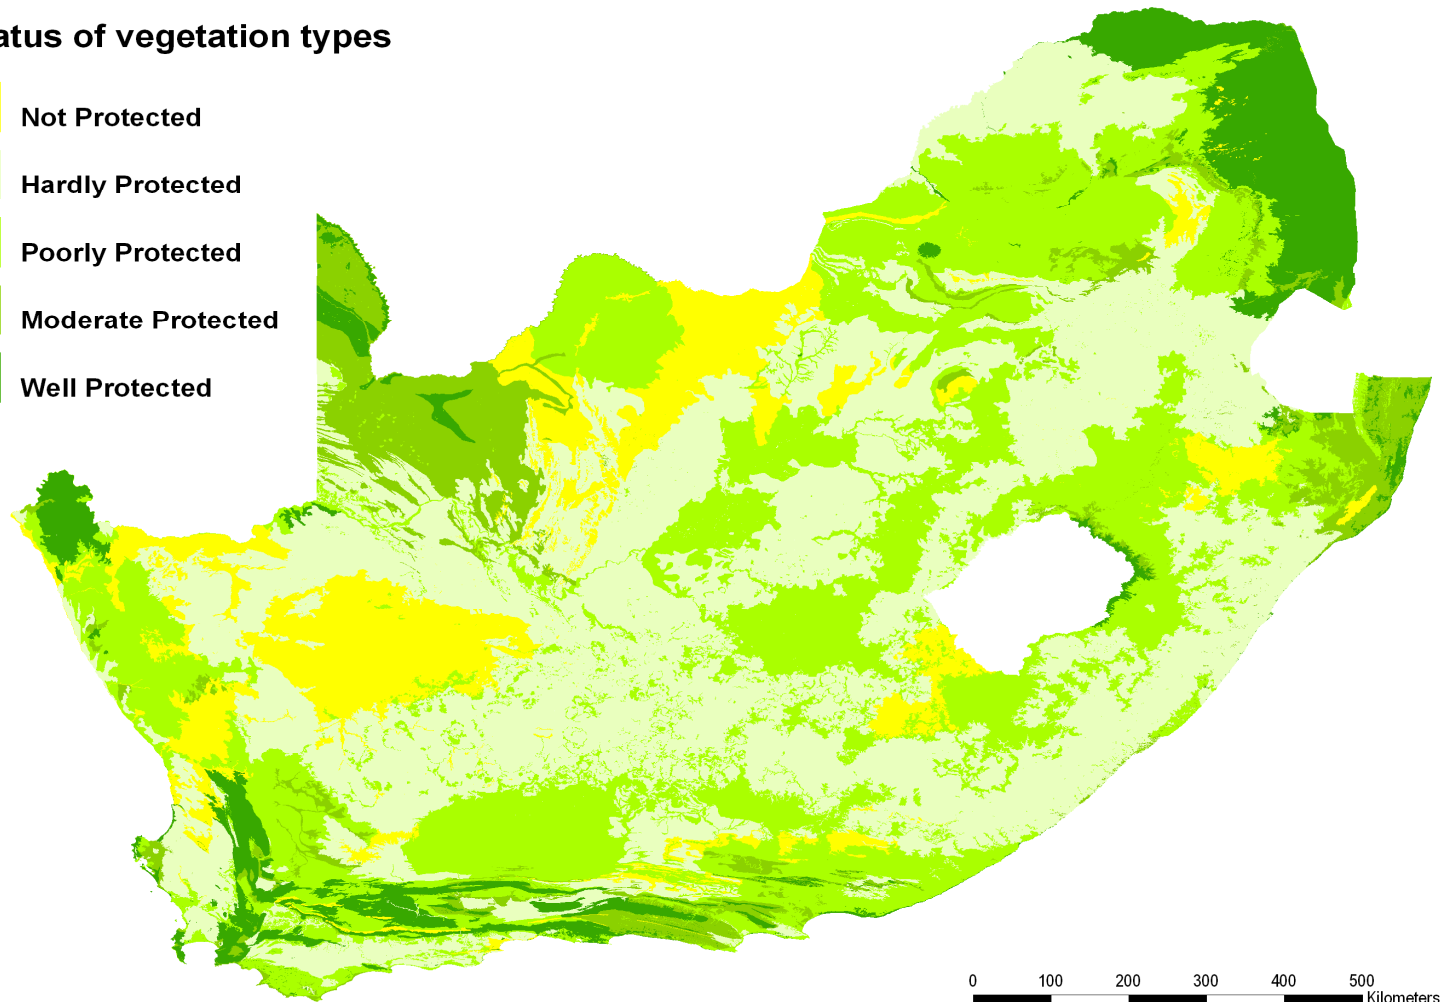 atus of vegetation types
Not Protected
Hardly Protected
Poorly Protected
Moderate Protected
Well Protected
0 100 200 300 400 500
Kilometers